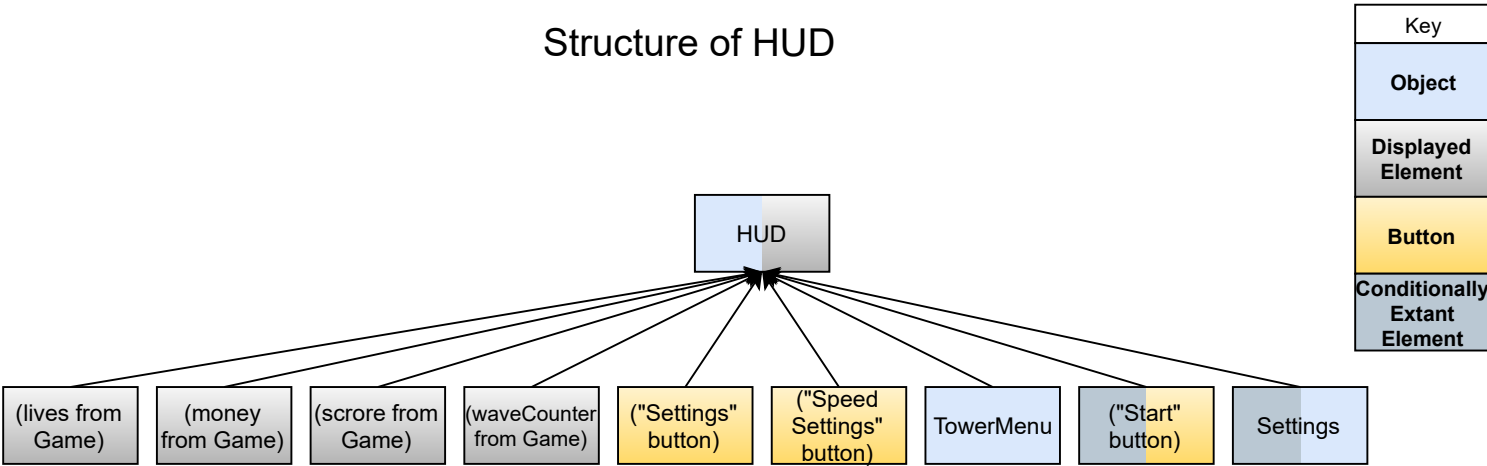 Structure of HUD
Key
Object
Displayed
Element
Button
Conditionally
Extant
Element
HUD
(lives from
Game)
(money
from Game)
(scrore from
Game)
(waveCounter
from Game)
("Settings"
button)
("Speed
Settings"
button)
TowerMenu
("Start"
button)
Settings